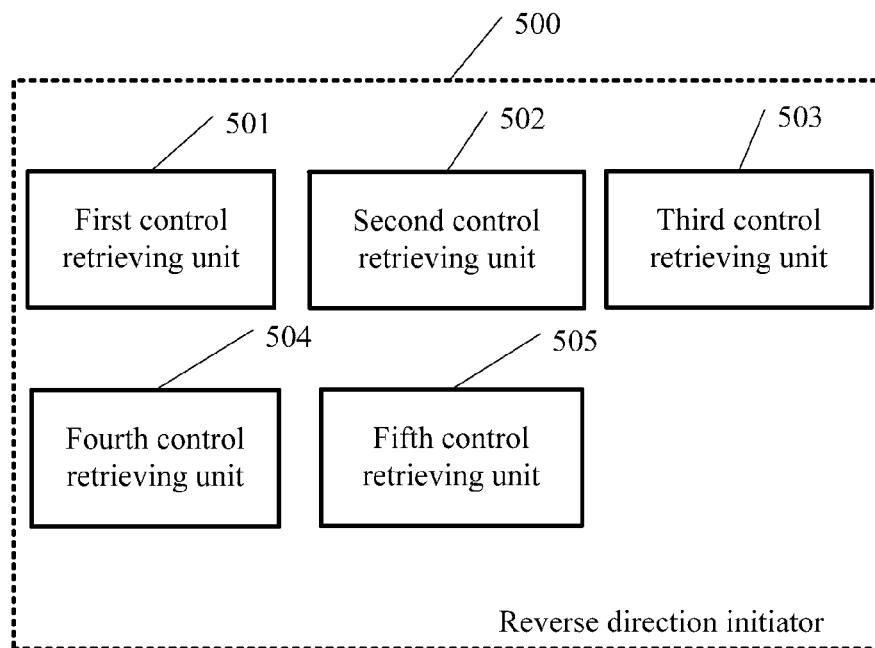 500
501
502
503
First control
retrieving unit
Second control
retrieving unit
Third control
retrieving unit
504
505
Fourth control
retrieving unit
Fifth control
retrieving unit
Reverse direction initiator